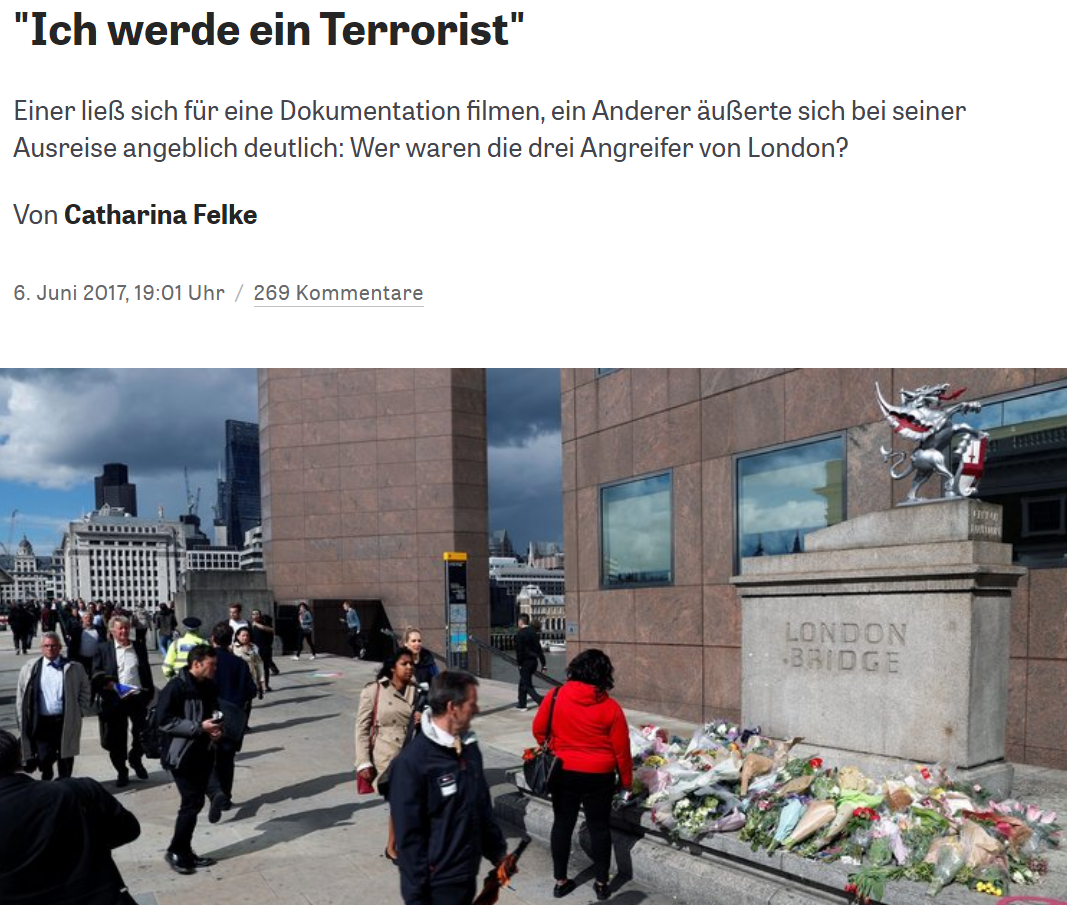 "Ich werde ein Terrorist"
Einer ließ sich für eine Dokumentation filmen, ein Anderer äußerte sich bei seiner
Ausreise angeblich deutlich: Wer waren die drei Angreifer von London?
Von Catharina Felke
6. Juni 2017, 19:01 Uhr / 269 Kommentare
LONDON
BRIDGE